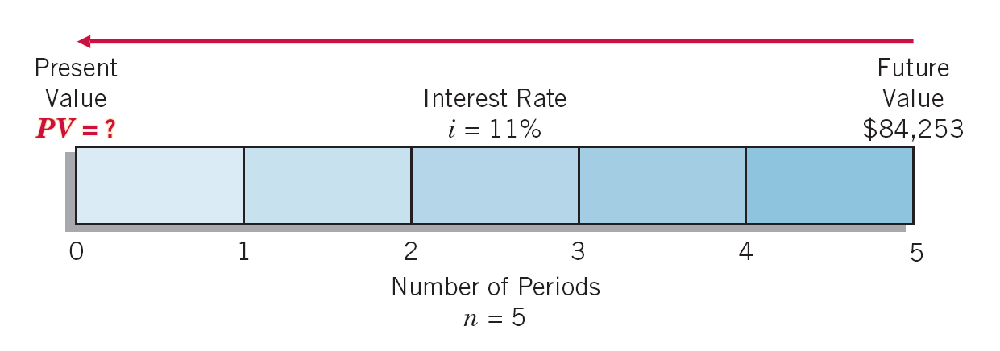 Present
Value
PV = ?
Interest Rate
i = 11%
Future
Value
$84,253
0 1 2 3 4 5
Number of Periods
n = 5